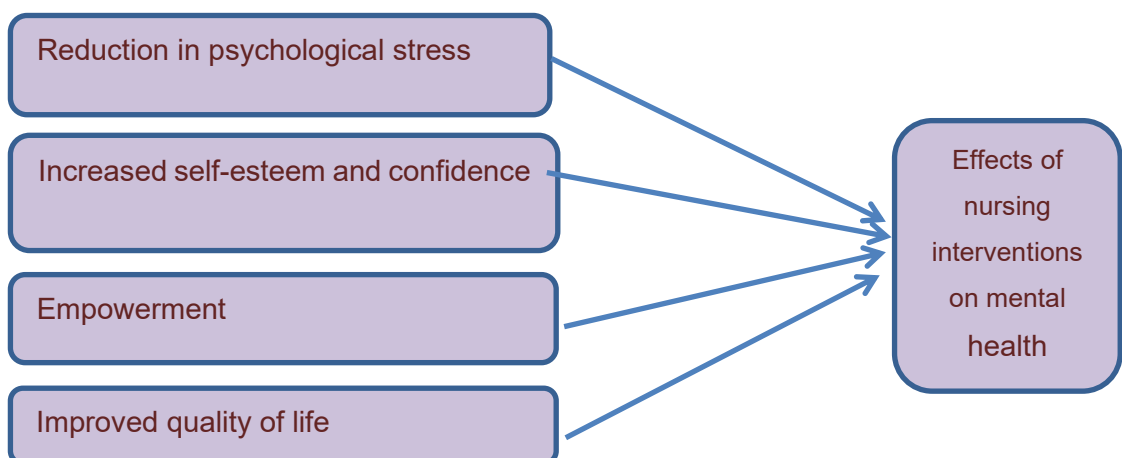 Reduction in psychological stress
Increased self-esteem and confidence
Empowerment
Improved quality of life
Effects of
nursing
interventions
on mental
health